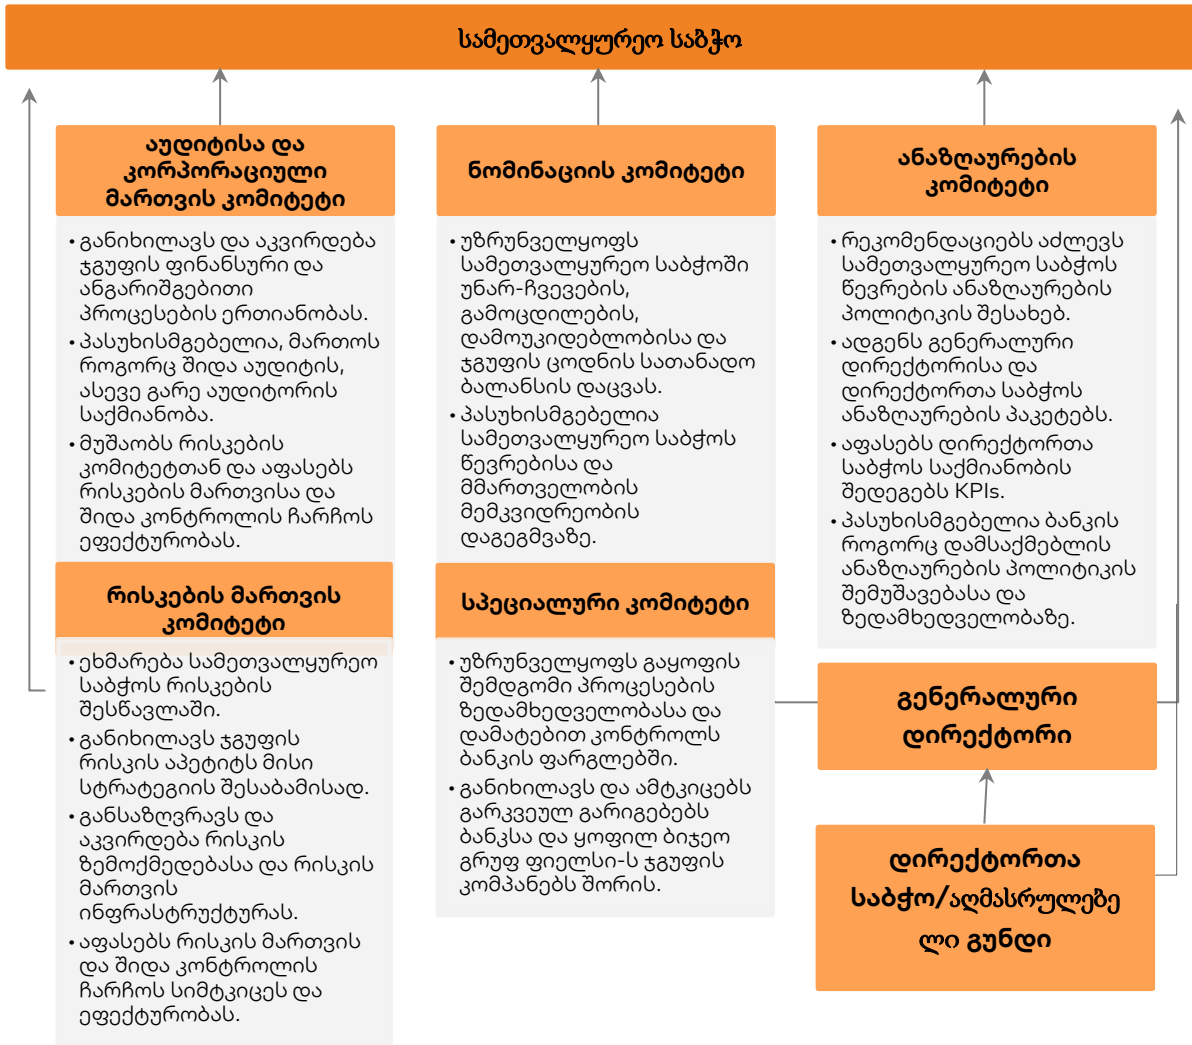 სამეთვალყურეო საბჭო
აუდიტისა და
კორპორაციული
მართვის კომიტეტი
• განიხილავს და აკვირდება
ჯგუფის ფინანსური და
ანგარიშგებითი
პროცესების ერთიანობას.
• პასუხისმგებელია, მართოს
როგორც შიდა აუდიტის,
ასევე გარე აუდიტორის
საქმიანობა.
• მუშაობს რისკების
კომიტეტთან და აფასებს
რისკების მართვისა და
შიდა კონტროლის ჩარჩოს
ეფექტურობას.
რისკების მართვის
კომიტეტი
• ეხმარება სამეთვალყურეო
საბჭოს რისკების
შესწავლაში.
• განიხილავს ჯგუფის
რისკის აპეტიტს მისი
სტრატეგიის შესაბამისად.
• განსაზღვრავს და
აკვირდება რისკის
ზემოქმედებასა და რისკის
მართვის
ინფრასტრუქტურას.
• აფასებს რისკის მართვის
და შიდა კონტროლის
ჩარჩოს სიმტკიცეს და
ეფექტურობას.
ნომინაციის კომიტეტი
• უზრუნველყოფს
სამეთვალყურეო საბჭოში
უნარ-ჩვევების,
გამოცდილების,
დამოუკიდებლობისა და
ჯგუფის ცოდნის სათანადო
ბალანსის დაცვას.
• პასუხისმგებელია
სამეთვალყურეო საბჭოს
წევრებისა და
მმართველობის
მემკვიდრეობის
დაგეგმვაზე.
სპეციალური კომიტეტი
• უზრუნველყოფს გაყოფის
შემდგომი პროცესების
ზედამხედველობასა და
დამატებით კონტროლს
ბანკის ფარგლებში.
• განიხილავს და ამტკიცებს
გარკვეულ გარიგებებს
ბანკსა და ყოფილ ბიჯეო
გრუფ ფიელსი-ს ჯგუფის
კომპანებს შორის.
ანაზღაურების
კომიტეტი
• რეკომენდაციებს აძლევს
სამეთვალყურეო საბჭოს
წევრების ანაზღაურების
პოლიტიკის შესახებ.
• ადგენს გენერალური
დირექტორისა და
დირექტორთა საბჭოს
ანაზღაურების პაკეტებს.
• აფასებს დირექტორთა
საბჭოს საქმიანობის
შედეგებს KPIs.
• პასუხისმგებელია ბანკის
როგორც დამსაქმებლის
ანაზღაურების პოლიტიკის
შემუშავებასა და
ზედამხედველობაზე.
გენერალური
დირექტორი
დირექტორთა
საბჭო/აღმასრულებე
ლი გუნდი